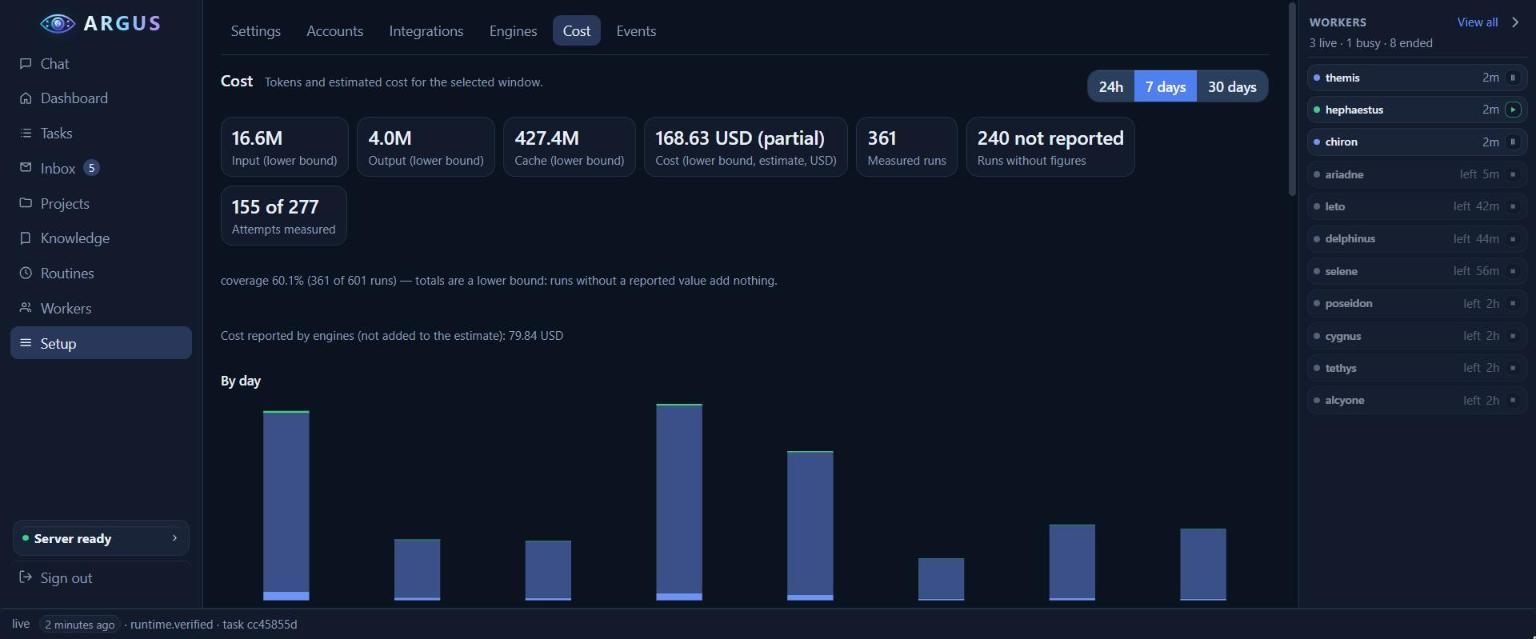 ARGUS
Chat
Dashboard
Tasks
Inbox 5
Projects
Knowledge
Routines
Workers
Setup
Server ready
Sign out
Settings Accounts Integrations Engines Cost Events
Cost Tokens and estimated cost for the selected window.
24h 7 days 30 days
16.6M
Input (lower bound)
4.0M
Output (lower bound)
427.4M
Cache (lower bound)
168.63 USD (partial)
Cost (lower bound, estimate, USD)
361
Measured runs
240 not reported
Runs without figures
155 of 277
Attempts measured
coverage 60.1% (361 of 601 runs) — totals are a lower bound: runs without a reported value add nothing.
Cost reported by engines (not added to the estimate): 79.84 USD
By day
WORKERS View all
3 live · 1 busy · 8 ended
themis 2m
hephaestus 2m
chiron 2m
ariadne left 5m
leto left 42m
delphinus left 44m
selene left 56m
poseidon left 2h
cygnus left 2h
tethys left 2h
alcyone left 2h
live 2 minutes ago · runtime.verified · task cc45855d